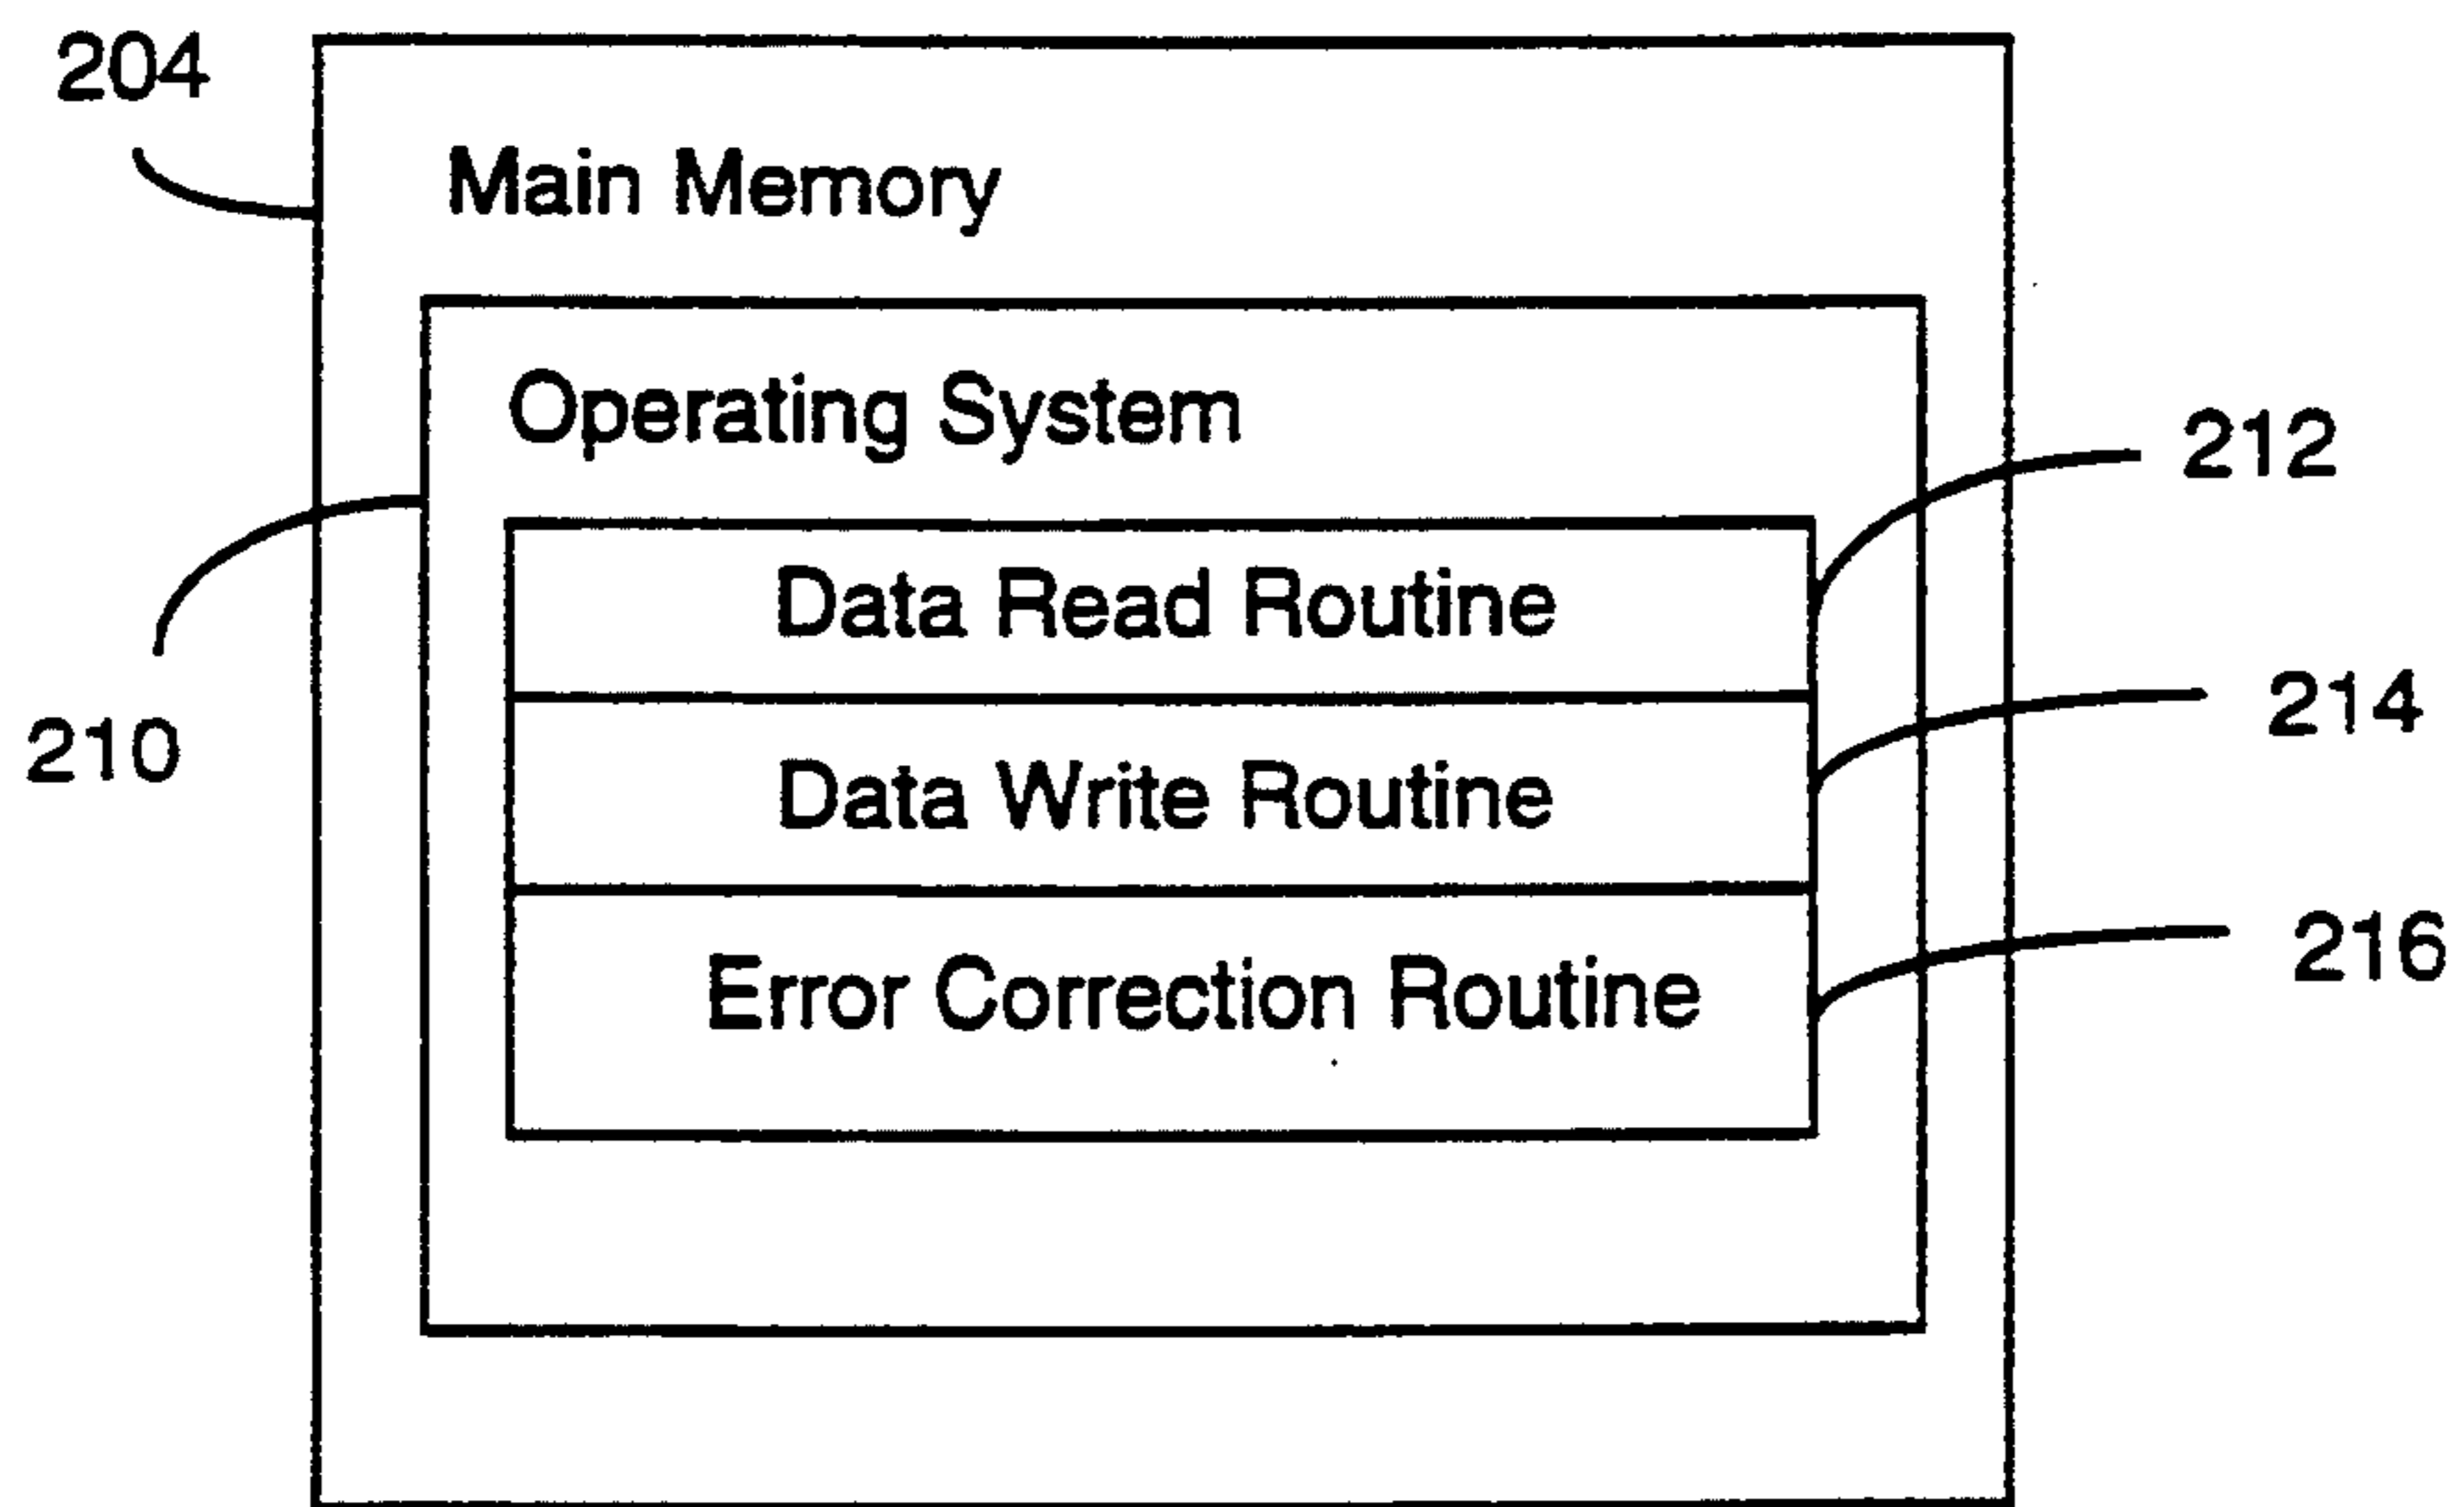 204
Main Memory
Operating System
212
Data Read Routine
214
210
Data Write Routine
216
Error Correction Routine